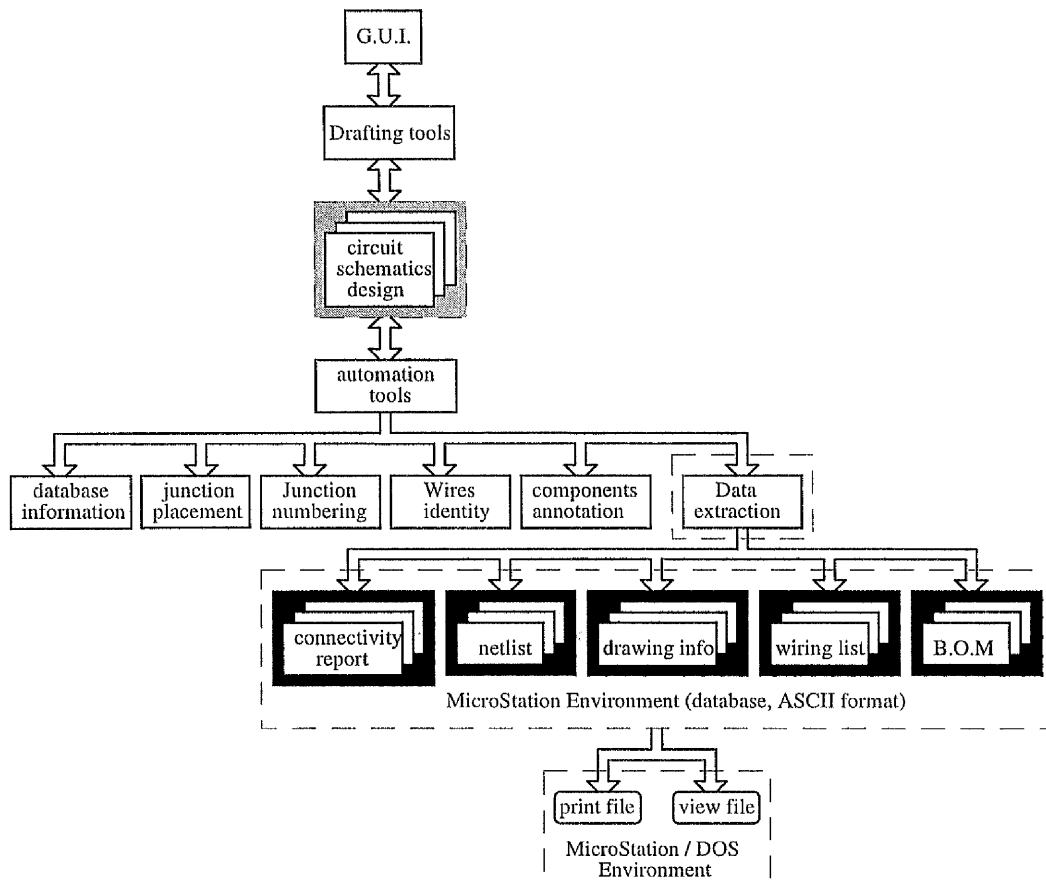 G.U.I.
Drafting tools
circuit
schematics
design
automation
tools
database
information
junction
placement
Junction
numbering
Wires
identity
components
annotation
Data
extraction
connectivity
report
netlist
drawing info
wiring list
B.O.M
MicroStation Environment (database, ASCII format)
print file
view file
MicroStation / DOS
Environment